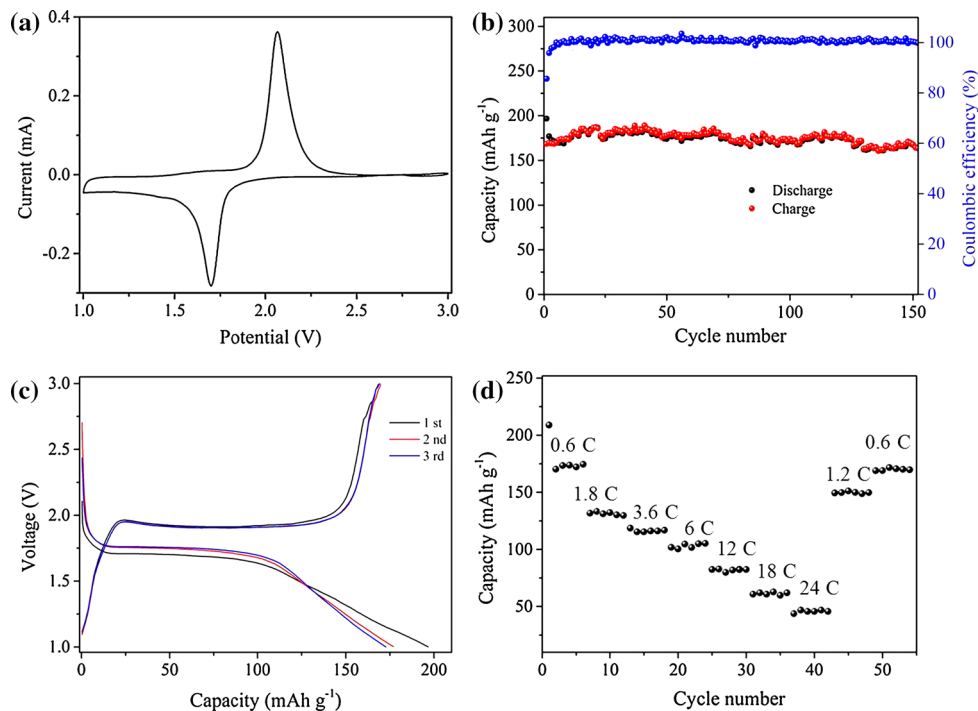 (a)
0.4
0.2
0.0
-0.2
Current (mA)
1.0 1.5 2.0 2.5 3.0
Potential (V)
(b)
300
250
200
150
100
50
0
Capacity (mAh g-1)
Discharge
Charge
100
80
60
40
20
0
Coulombic efficiency (%)
0 50 100 150
Cycle number
(c)
3.0
2.5
2.0
1.5
1.0
Voltage (V)
1 st
2 nd
3 rd
0 50 100 150 200
Capacity (mAh g-1)
(d)
250
200
150
100
50
Capacity (mAh g-1)
0.6 C
1.8 C
3.6 C
6 C
12 C
18 C
24 C
1.2 C
0.6 C
0 10 20 30 40 50
Cycle number